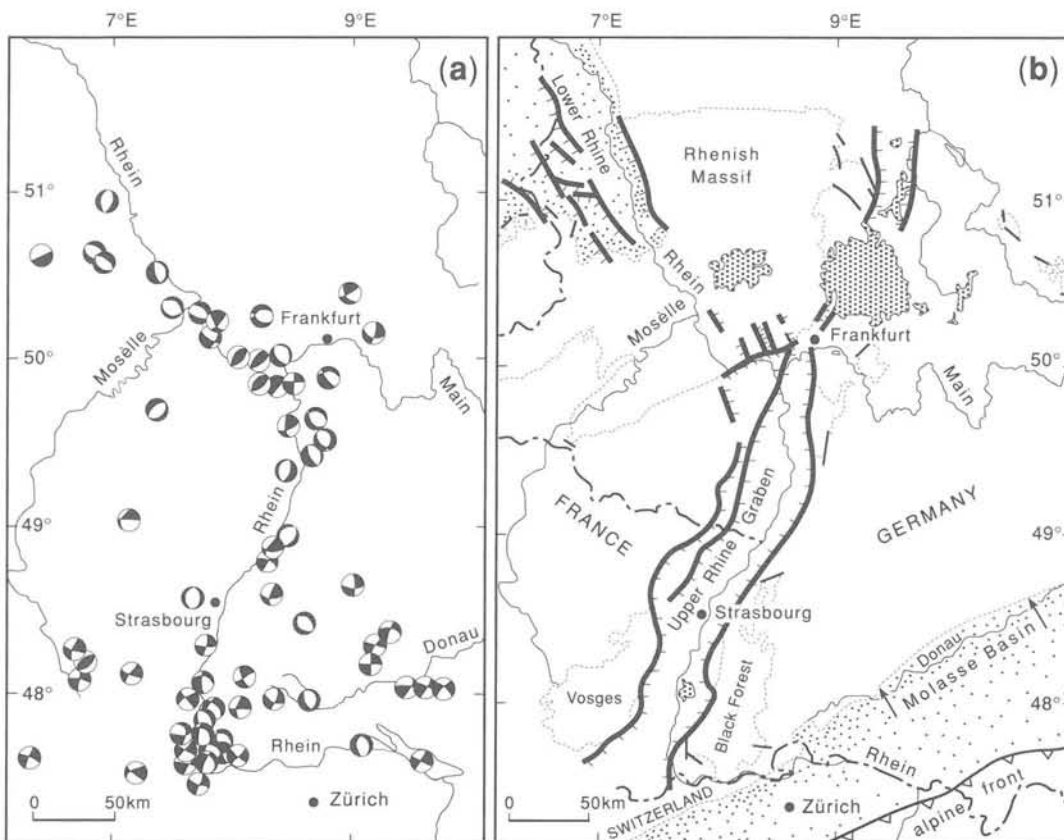 7°E
9°E
7°E
9°E
(a)
Rhein
51°
Frankfurt
50°
Mosèlle
Main
Rhein
49°
Strasbourg
Donau
48°
Rhein
0 50km
Zürich
(b)
Lower Rhine
Rhenish
Massif
51°
Rhein
Mosèlle
Frankfurt
50°
Main
FRANCE
Upper Rhine Graben
GERMANY
49°
Strasbourg
Donau
Molasse Basin
Vosges
Black Forest
48°
Rhein
SWITZERLAND
0 50km
Zürich
alpine front